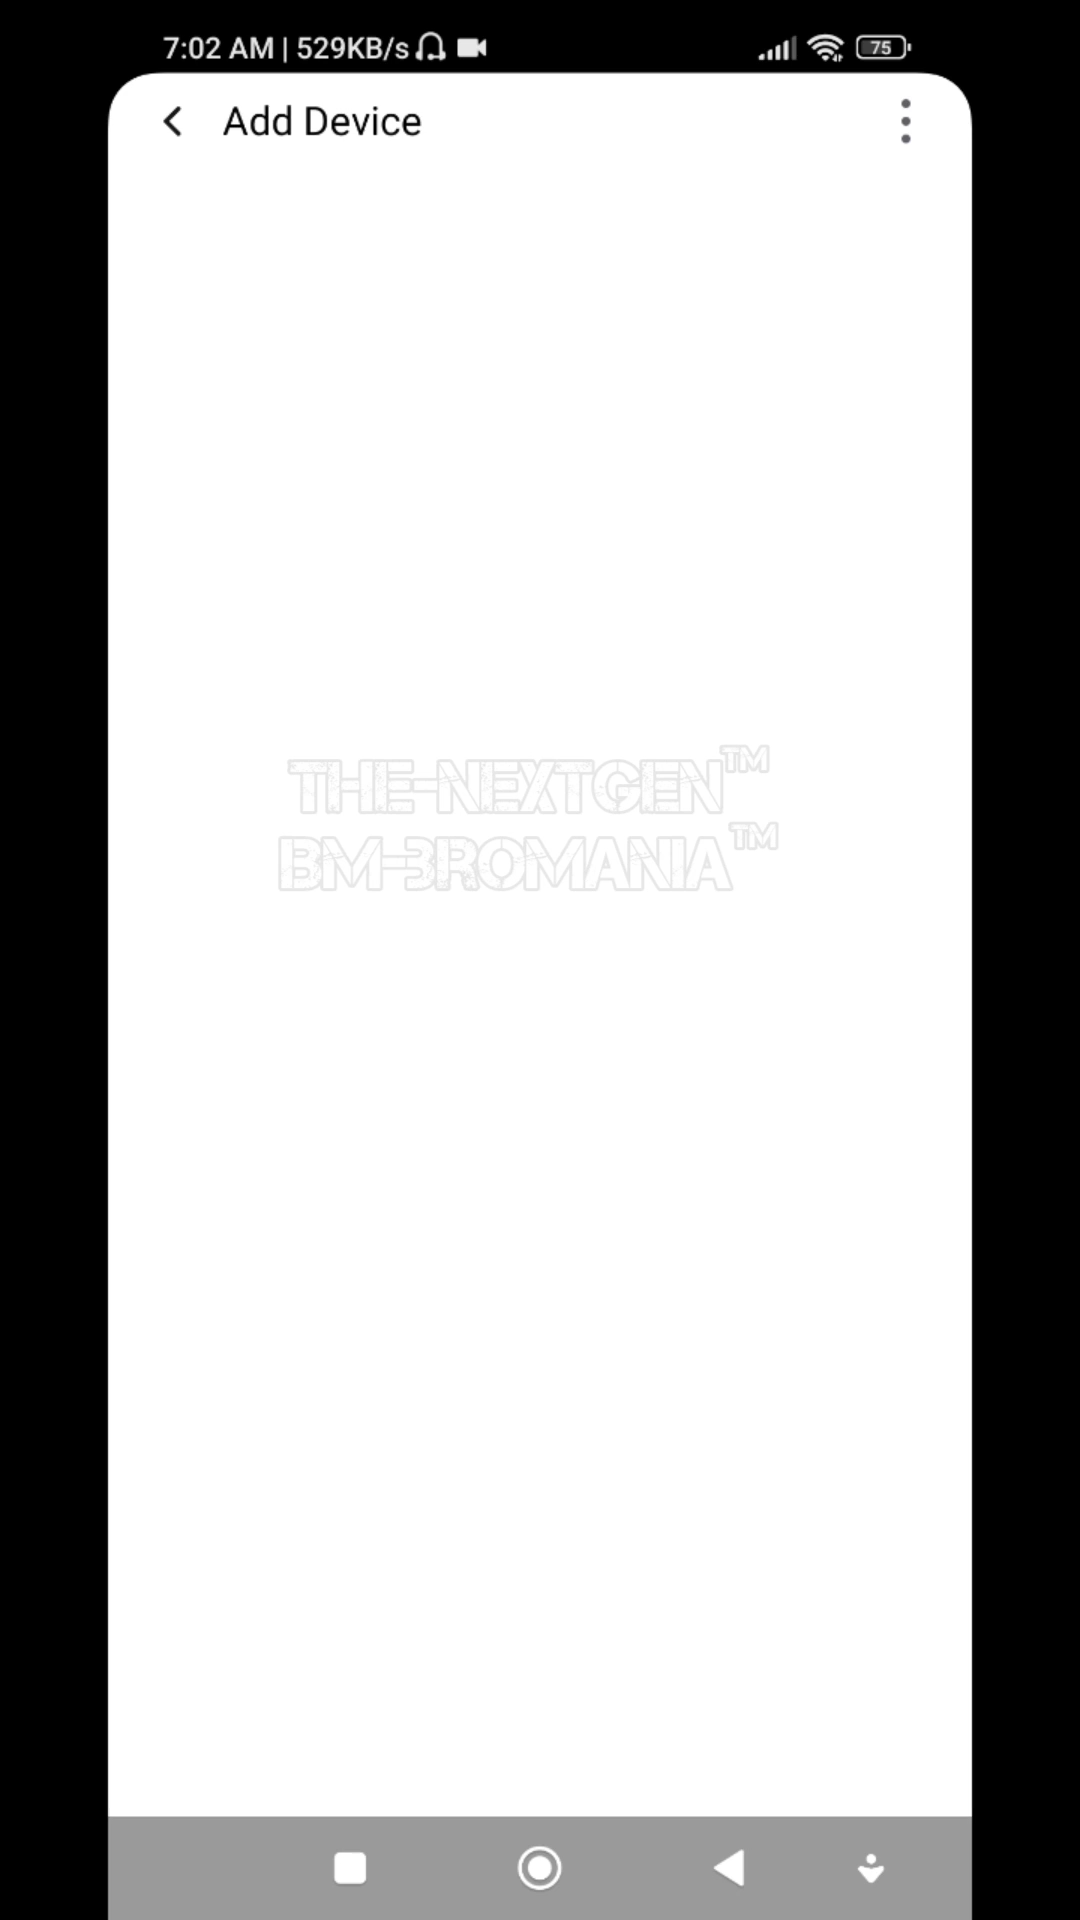 7:02 AM | 529KB/s 75
Add Device
THE-NEXTGEN™
BM-BROMANIA™